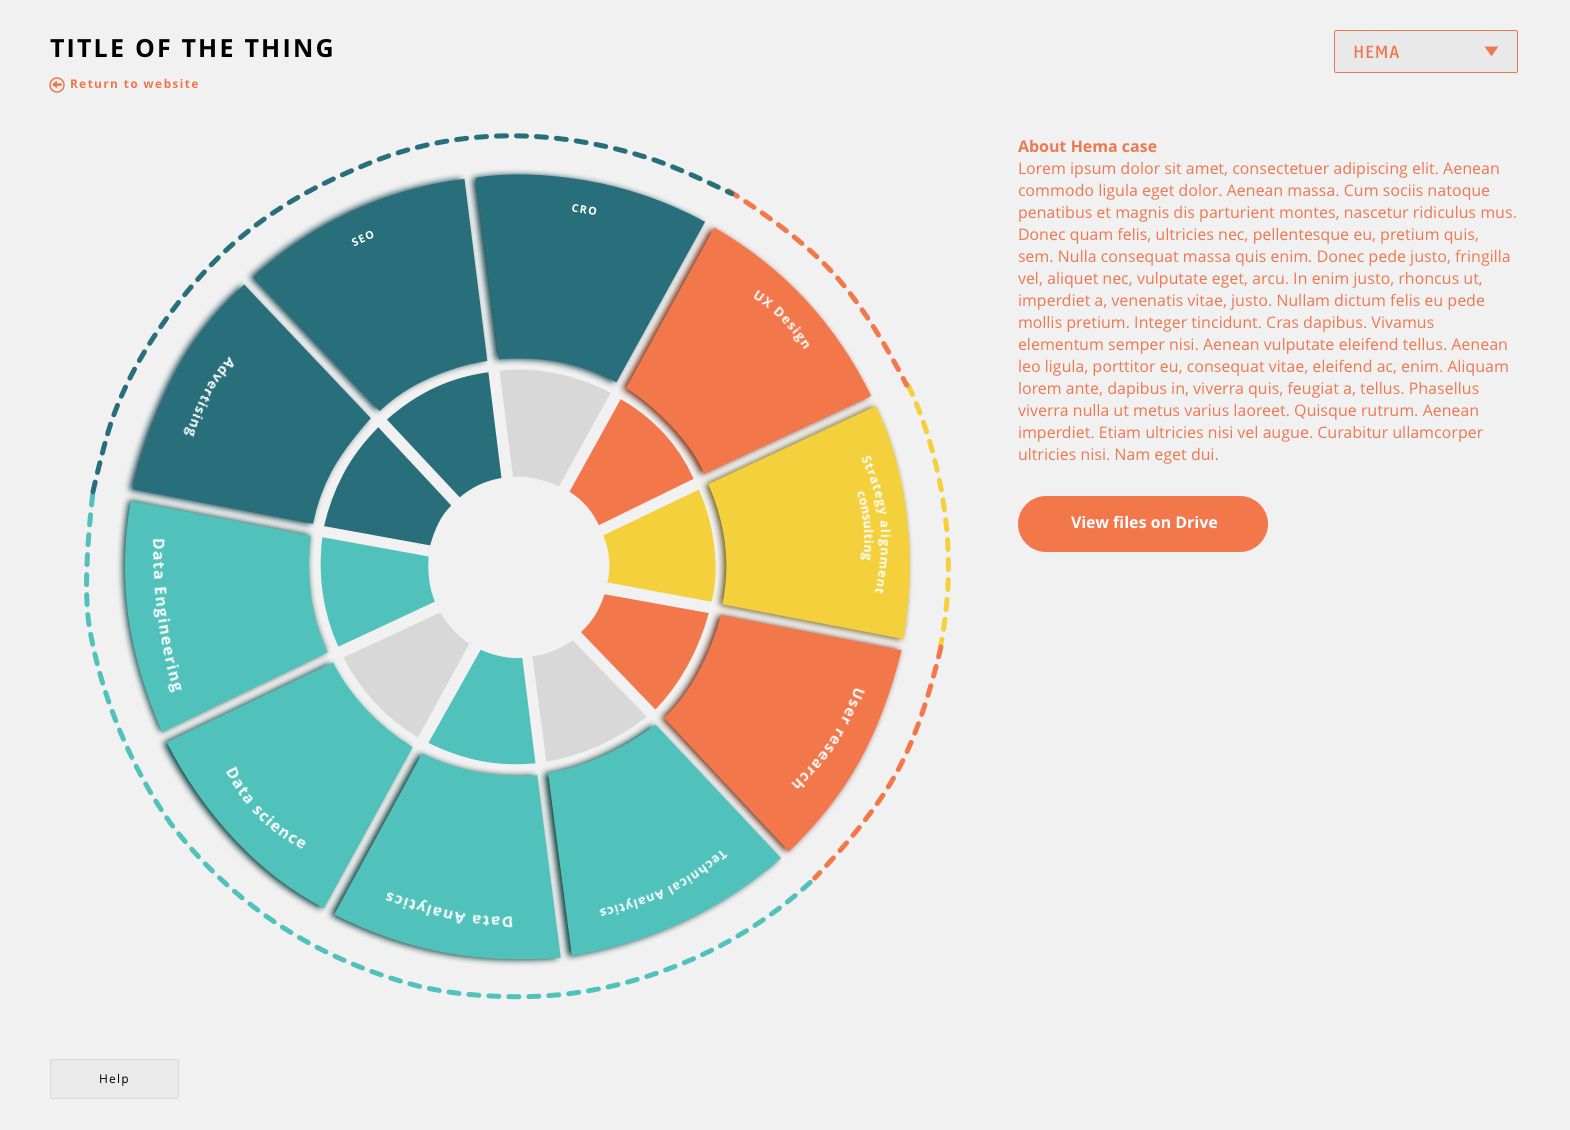 TITLE OF THE THING
Return to website
HEMA
CRO
SEO
UX Design
Advertising
Strategy alignment
consulting
Data Engineering
User research
Data science
Technical Analytics
Data Analytics
About Hema case
Lorem ipsum dolor sit amet, consectetuer adipiscing elit. Aenean
commodo ligula eget dolor. Aenean massa. Cum sociis natoque
penatibus et magnis dis parturient montes, nascetur ridiculus mus.
Donec quam felis, ultricies nec, pellentesque eu, pretium quis,
sem. Nulla consequat massa quis enim. Donec pede justo, fringilla
vel, aliquet nec, vulputate eget, arcu. In enim justo, rhoncus ut,
imperdiet a, venenatis vitae, justo. Nullam dictum felis eu pede
mollis pretium. Integer tincidunt. Cras dapibus. Vivamus
elementum semper nisi. Aenean vulputate eleifend tellus. Aenean
leo ligula, porttitor eu, consequat vitae, eleifend ac, enim. Aliquam
lorem ante, dapibus in, viverra quis, feugiat a, tellus. Phasellus
viverra nulla ut metus varius laoreet. Quisque rutrum. Aenean
imperdiet. Etiam ultricies nisi vel augue. Curabitur ullamcorper
ultricies nisi. Nam eget dui.
View files on Drive
Help